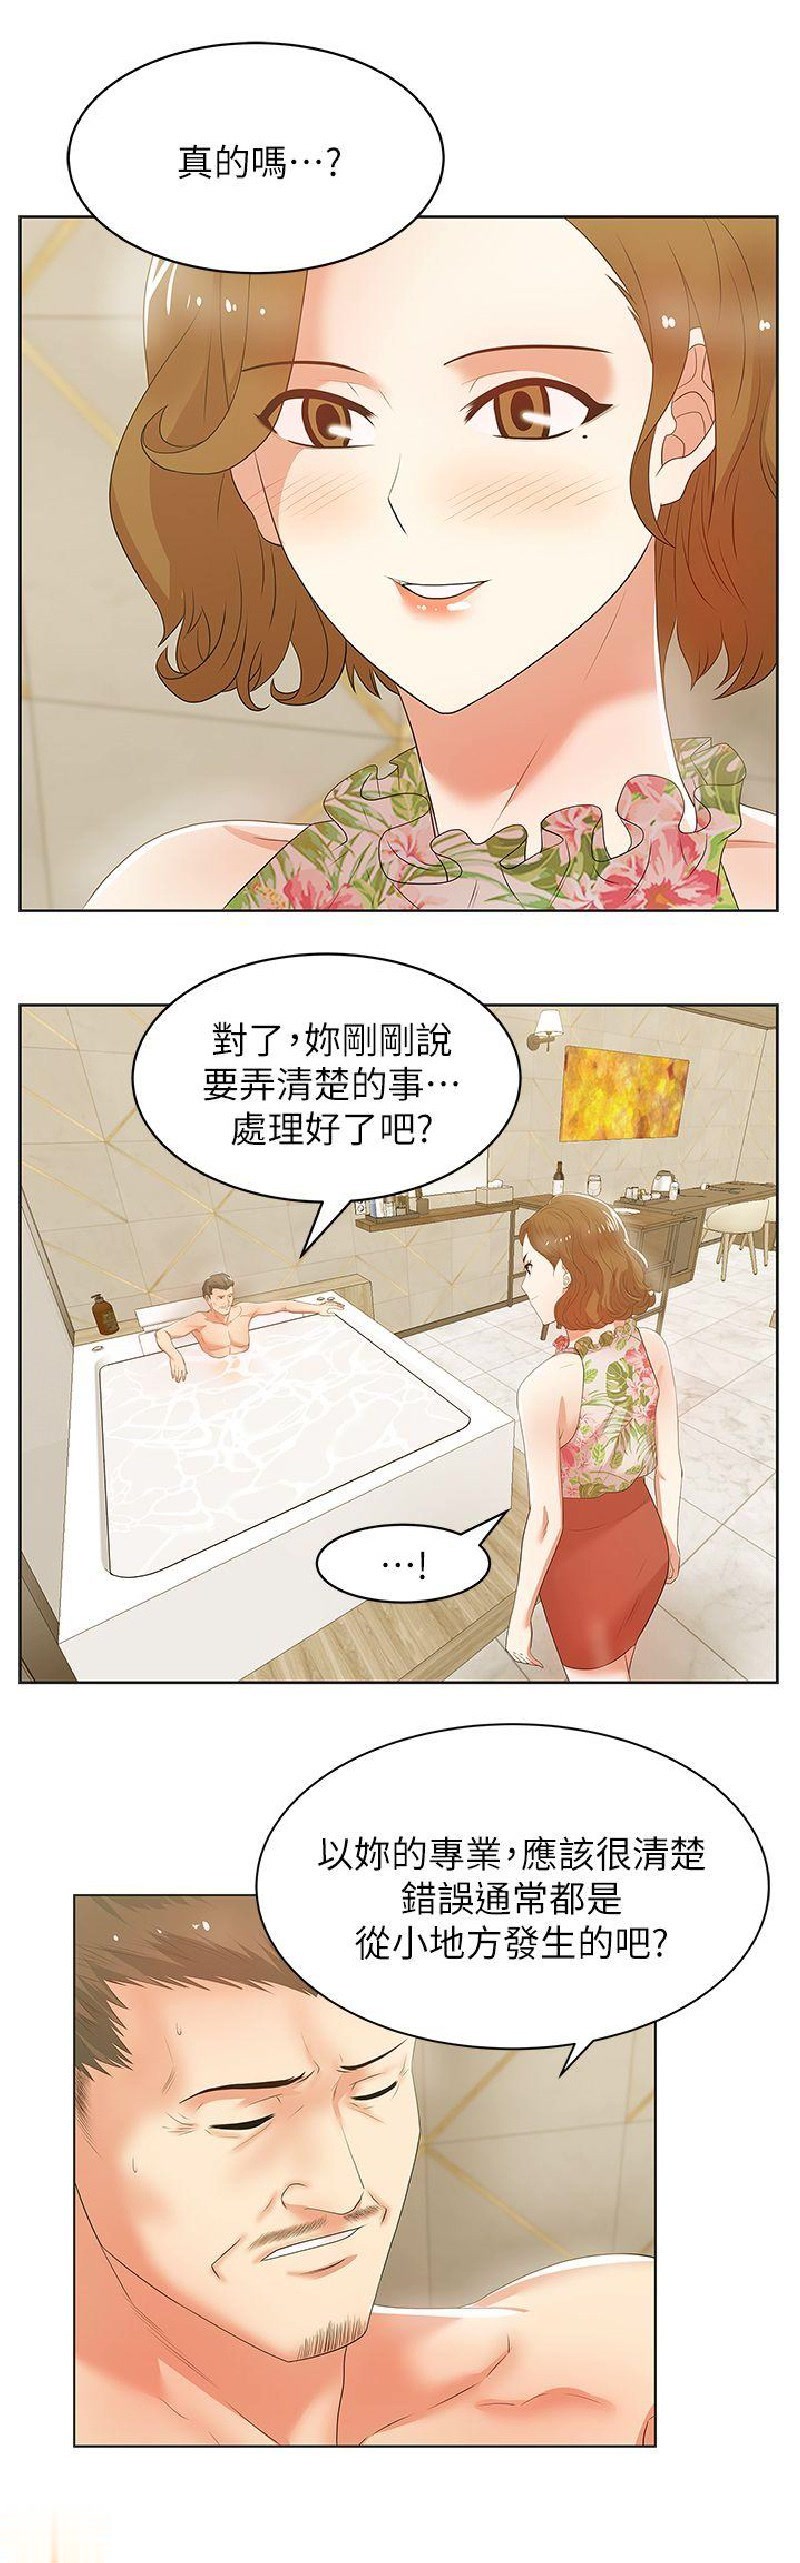 真的嗎…?
對了,妳剛剛說
要弄清楚的事…
處理好了吧?
…!
以妳的專業,應該很清楚
錯誤通常都是
從小地方發生的吧?